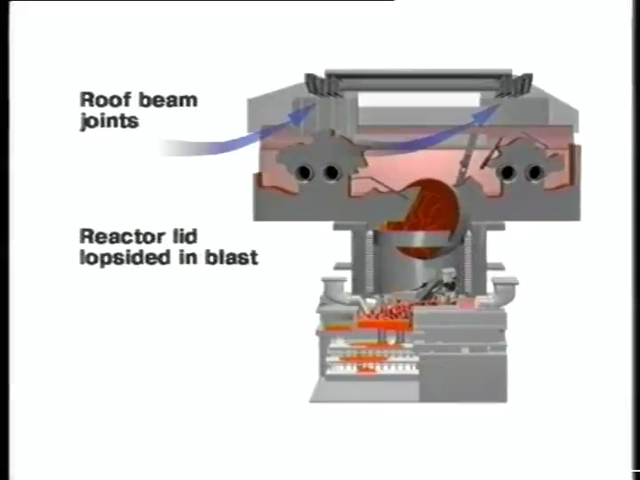 Roof beam
joints
Reactor lid
lopsided in blast